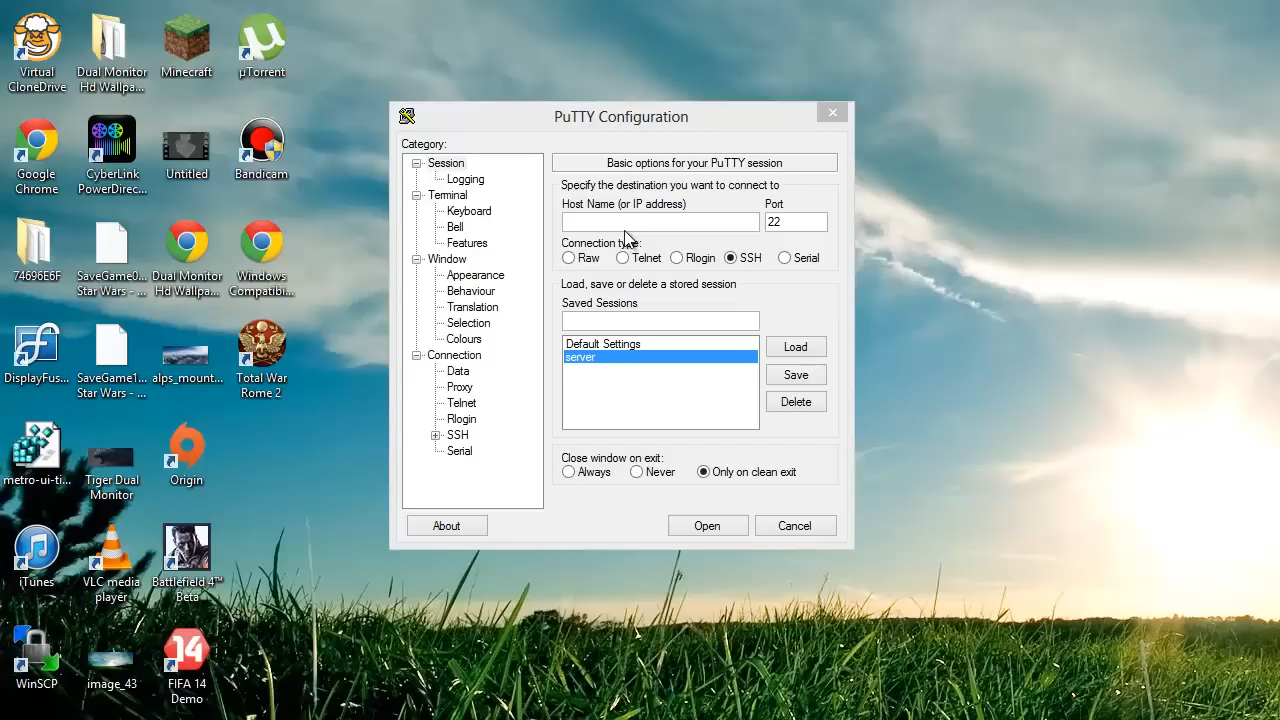 Virtual
CloneDrive
Dual Monitor
Hd Wallpa...
Minecraft
µTorrent
Google
Chrome
CyberLink
PowerDirec...
Untitled
Bandicam
74696E6F
SaveGame0...
Star Wars - ...
Dual Monitor
Hd Wallpa...
Windows
Compatibi...
DisplayFus...
SaveGame1...
Star Wars - ...
alps_mount...
Total War
Rome 2
metro-ui-ti...
Tiger Dual
Monitor
Origin
iTunes
VLC media
player
Battlefield 4™
Beta
WinSCP
image_43
14
FIFA 14
Demo
PuTTY Configuration
Category:
Session
Logging
Terminal
Keyboard
Bell
Features
Window
Appearance
Behaviour
Translation
Selection
Colours
Connection
Data
Proxy
Telnet
Rlogin
SSH
Serial
Basic options for your PuTTY session
Specify the destination you want to connect to
Host Name (or IP address)
Port
22
Connection type:
Raw
Telnet
Rlogin
SSH
Serial
Load, save or delete a stored session
Saved Sessions
Default Settings
server
Load
Save
Delete
Close window on exit:
Always
Never
Only on clean exit
About
Open
Cancel